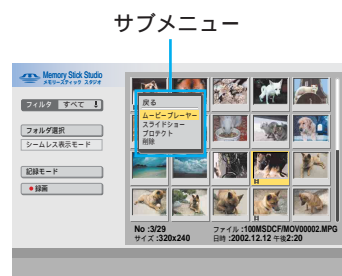 サブメニュー
Memory Stick Studio
メモリースティック スタジオ
フィルタ すべて
フォルダ選択
シームレス表示モード
記録モード
録画
戻る
ムービープレーヤー
スライドショー
プロテクト
削除
No :3/29
サイズ :320x240
ファイル :100MSDCF/MOV00002.MPG
日時 :2002.12.12 午後2:20